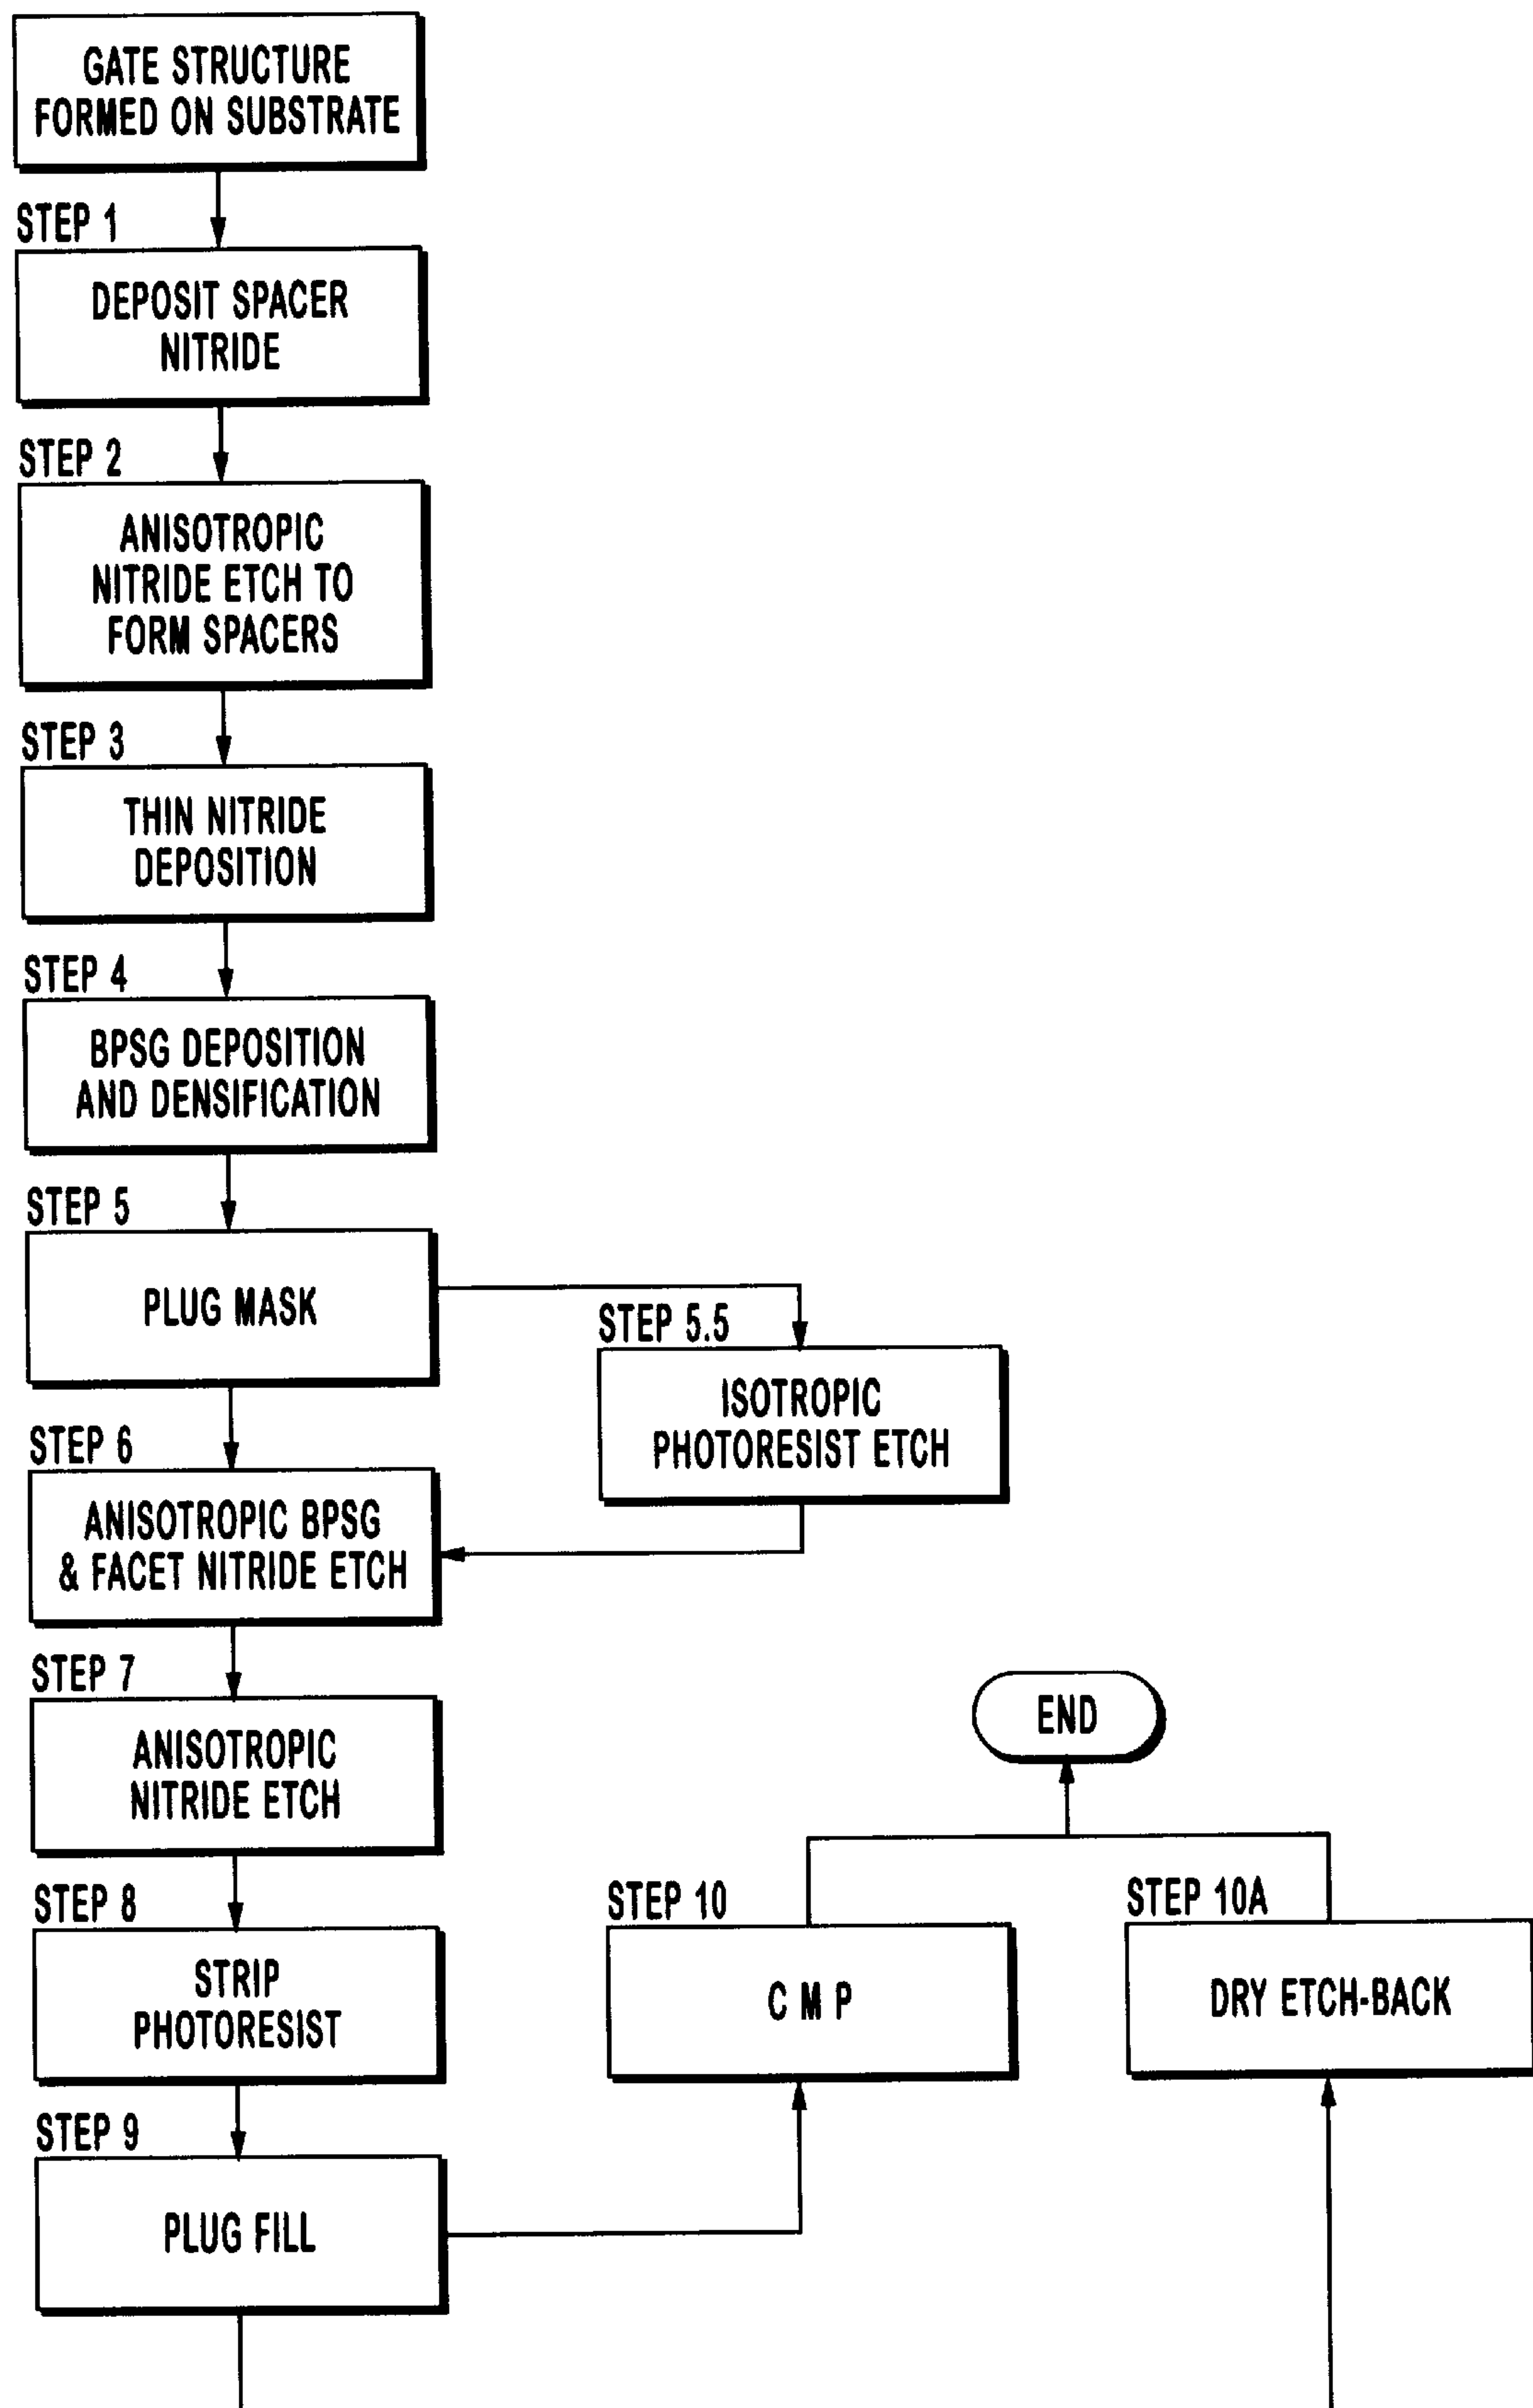 GATE STRUCTURE
FORMED ON SUBSTRATE
STEP 1
DEPOSIT SPACER
NITRIDE
STEP 2
ANISOTROPIC
NITRIDE ETCH TO
FORM SPACERS
STEP 3
THIN NITRIDE
DEPOSITION
STEP 4
BPSG DEPOSITION
AND DENSIFICATION
STEP 5
PLUG MASK
STEP 5.5
ISOTROPIC
PHOTORESIST ETCH
STEP 6
ANISOTROPIC BPSG
& FACET NITRIDE ETCH
STEP 7
ANISOTROPIC
NITRIDE ETCH
STEP 8
STRIP
PHOTORESIST
STEP 9
PLUG FILL
STEP 10
C M P
STEP 10A
DRY ETCH-BACK
END